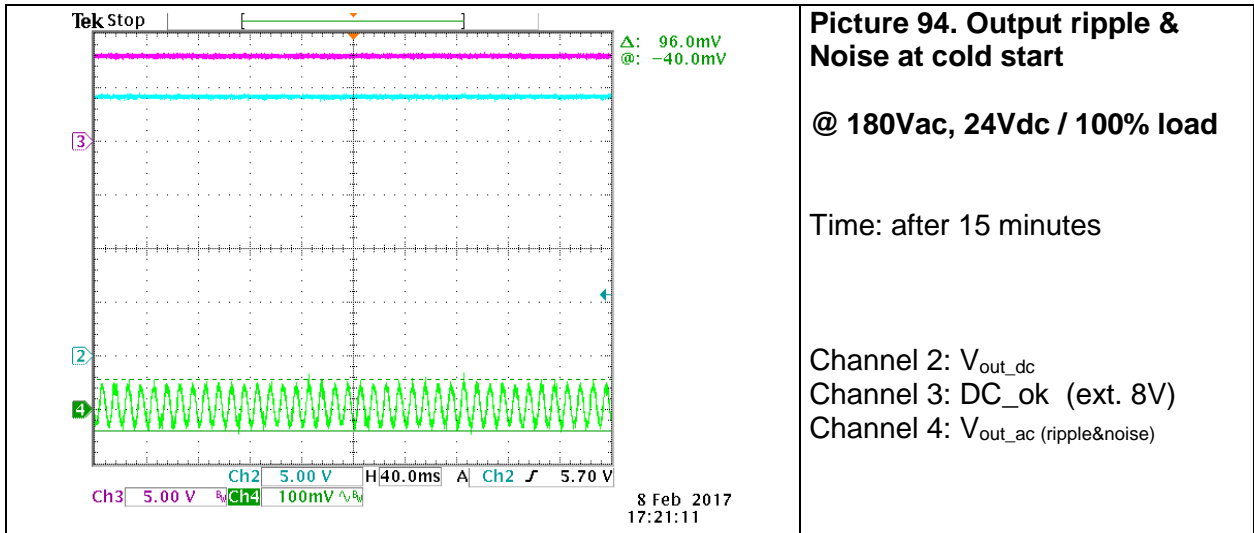 Tek Stop
Δ: 96.0mV
@: −40.0mV
3
2
4
Ch2 5.00 V H 40.0ms A Ch2 ʃ 5.70 V
Ch3 5.00 V Bw Ch4 100mV ∿ Bw
8 Feb 2017
17:21:11
Picture 94. Output ripple &
Noise at cold start
@ 180Vac, 24Vdc / 100% load
Time: after 15 minutes
Channel 2: Vout_dc
Channel 3: DC_ok (ext. 8V)
Channel 4: Vout_ac (ripple&noise)